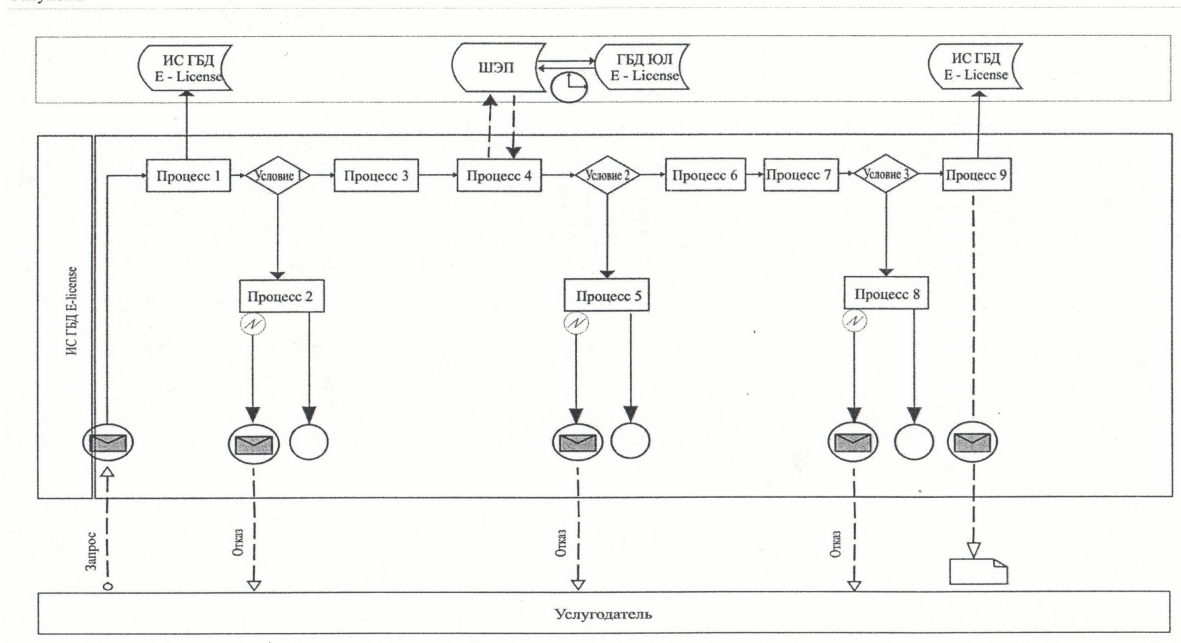 ИС ГБД
E - License
ШЭП
ГБД ЮЛ
E - License
ИС ГБД
E - License
ИС ГБД E-license
Процесс 1
Условие 1
Процесс 3
Процесс 4
Условие 2
Процесс 6
Процесс 7
Условие 3
Процесс 9
Процесс 2
Процесс 5
Процесс 8
Запрос
Отказ
Отказ
Отказ
Услугодатель